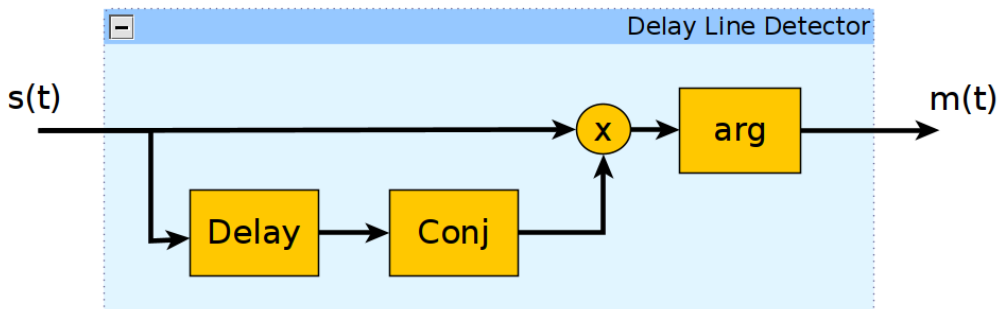 Delay Line Detector
s(t)
m(t)
x
arg
Delay
Conj